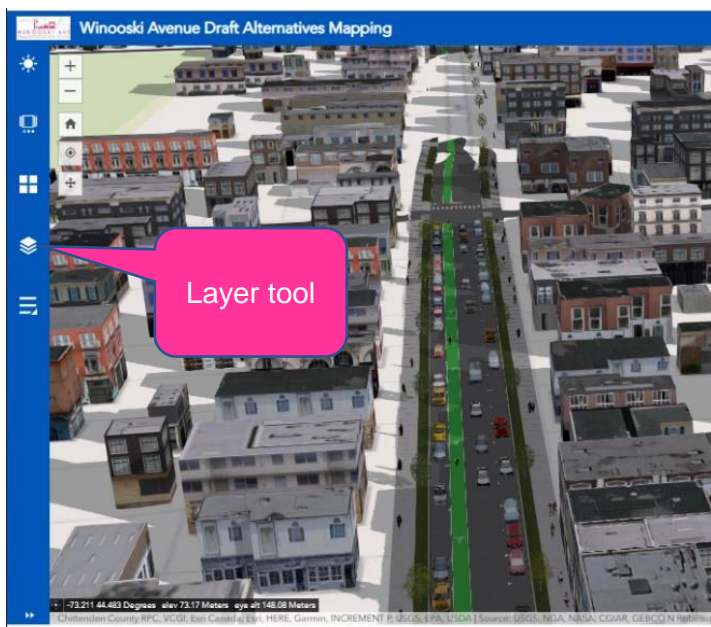 WINOOSKI AVE
Winooski Avenue Draft Alternatives Mapping
Layer tool
-73.211 44.483 Degrees elev 73.17 Meters eye alt 148.08 Meters
Chittenden County RPC, VCGI, Esri Canada, Esri, HERE, Garmin, INCREMENT P, USGS, EPA, USDA | Source: USGS, NGA, NASA, CGIAR, GEBCO, N Robinson